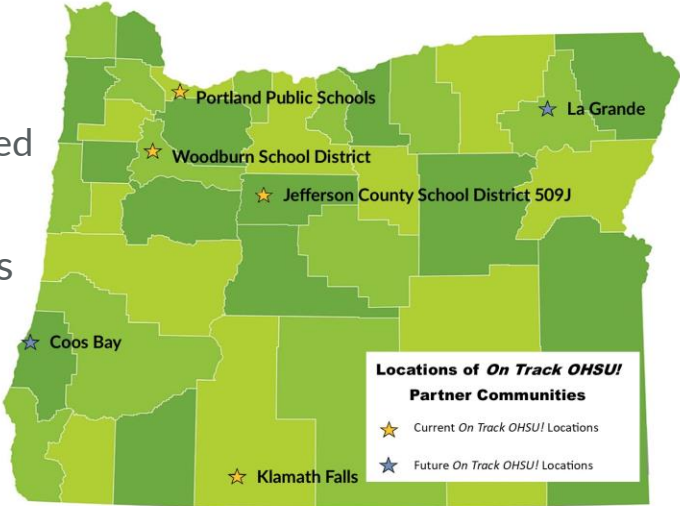 Portland Public Schools
La Grande
ed
Woodburn School District
Jefferson County School District 509J
s
Coos Bay
Locations of On Track OHSU!
Partner Communities
Current On Track OHSU! Locations
Future On Track OHSU! Locations
Klamath Falls